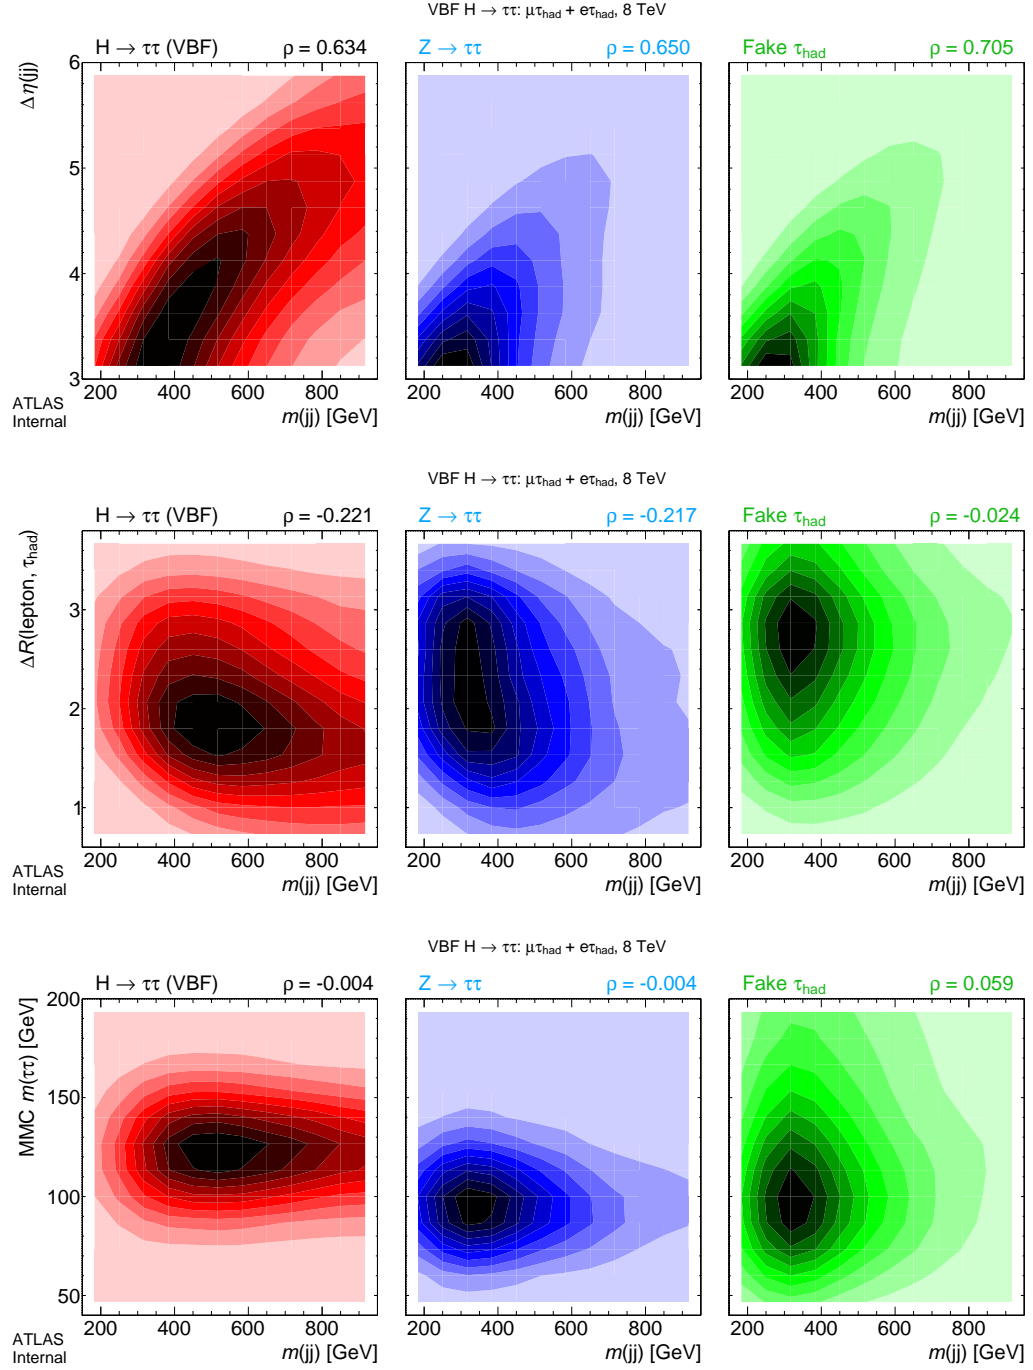 VBF H → ττ: μτhad + eτhad, 8 TeV
H → ττ (VBF) ρ = 0.634
Z → ττ ρ = 0.650
Fake τhad ρ = 0.705
Δη(jj)
6
5
4
3
200 400 600 800
200 400 600 800
200 400 600 800
ATLAS
Internal
m(jj) [GeV]
m(jj) [GeV]
m(jj) [GeV]
VBF H → ττ: μτhad + eτhad, 8 TeV
H → ττ (VBF) ρ = -0.221
Z → ττ ρ = -0.217
Fake τhad ρ = -0.024
ΔR(lepton, τhad)
3
2
1
200 400 600 800
200 400 600 800
200 400 600 800
ATLAS
Internal
m(jj) [GeV]
m(jj) [GeV]
m(jj) [GeV]
VBF H → ττ: μτhad + eτhad, 8 TeV
H → ττ (VBF) ρ = -0.004
Z → ττ ρ = -0.004
Fake τhad ρ = 0.059
MMC m(ττ) [GeV]
200
150
100
50
200 400 600 800
200 400 600 800
200 400 600 800
ATLAS
Internal
m(jj) [GeV]
m(jj) [GeV]
m(jj) [GeV]